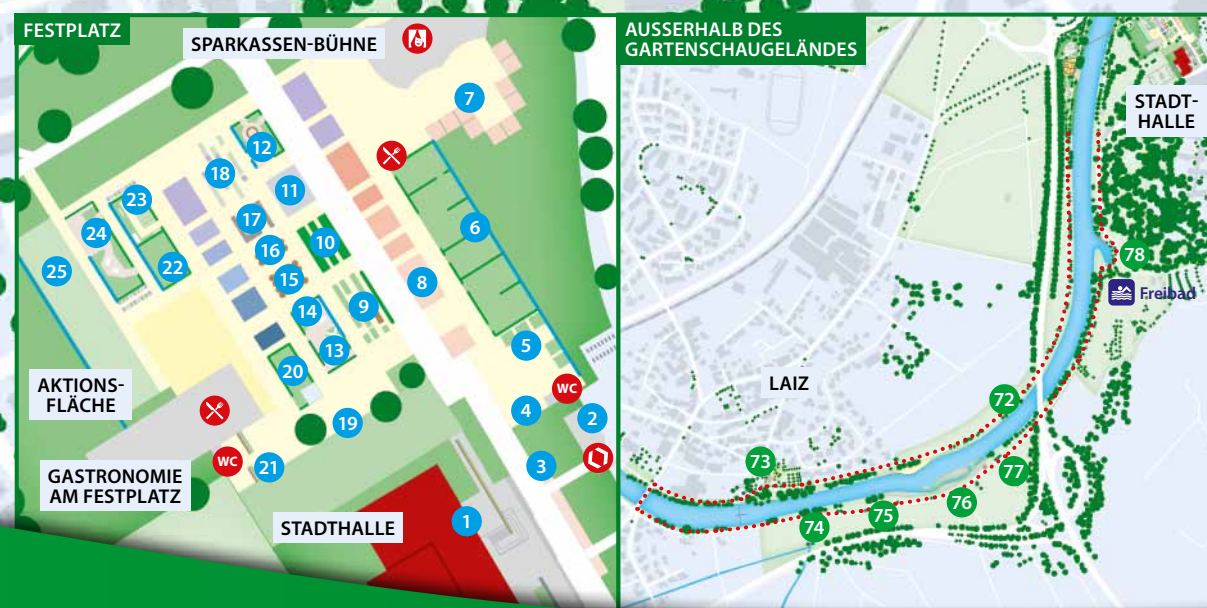 FESTPLATZ
SPARKASSEN-BÜHNE
7
12
18
11
6
23
17
24
10
16
22
25
15
8
14
9
13
5
20
AKTIONS-
FLÄCHE
WC
4
2
19
WC
21
3
GASTRONOMIE
AM FESTPLATZ
STADTHALLE
1
AUSSERHALB DES
GARTENSCHAUGELÄNDES
STADT-
HALLE
78
Freibad
LAIZ
72
73
77
76
75
74